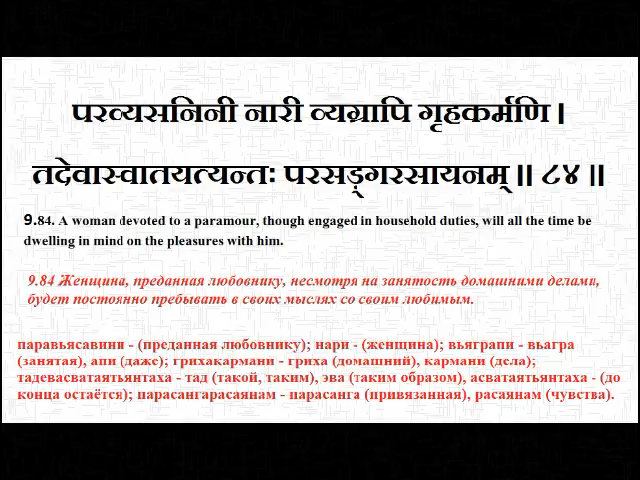 परव्यसनिनी नारी व्यग्रापि गृहकर्मणि ।
तदेवास्वातयत्यन्तः परसङ्गरसायनम् ॥ ८४ ॥
9.84. A woman devoted to a paramour, though engaged in household duties, will all the time be
dwelling in mind on the pleasures with him.
9.84 Женщина, преданная любовнику, несмотря на занятость домашними делами,
будет постоянно пребывать в своих мыслях со своим любимым.
паравьясавини - (преданная любовнику); нари - (женщина); вьяграпи - вьагра
(занятая), апи (даже); грихакармани - гриха (домашний), кармани (дела);
тадевасватаятьянтаха - тад (такой, таким), эва (таким образом), асватаятьянтаха - (до
конца остаётся); парасангарасаянам - парасанга (привязанная), расаянам (чувства).